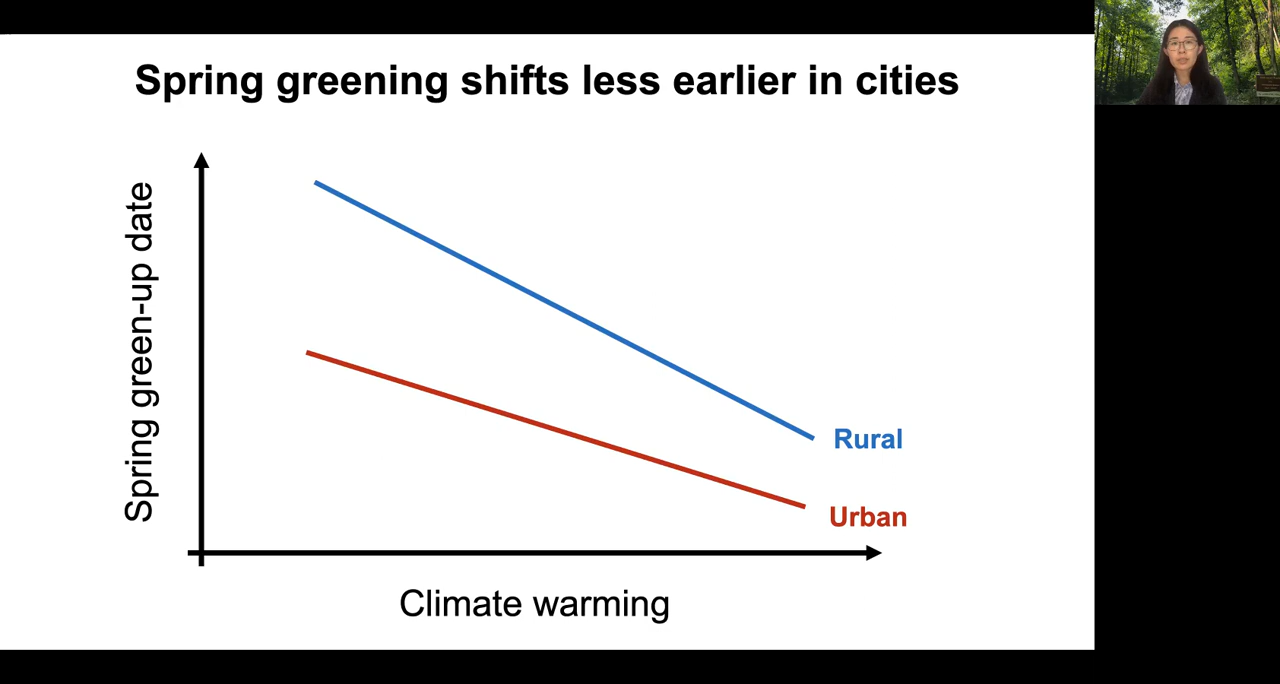 Spring greening shifts less earlier in cities
Spring green-up date
Rural
Urban
Climate warming